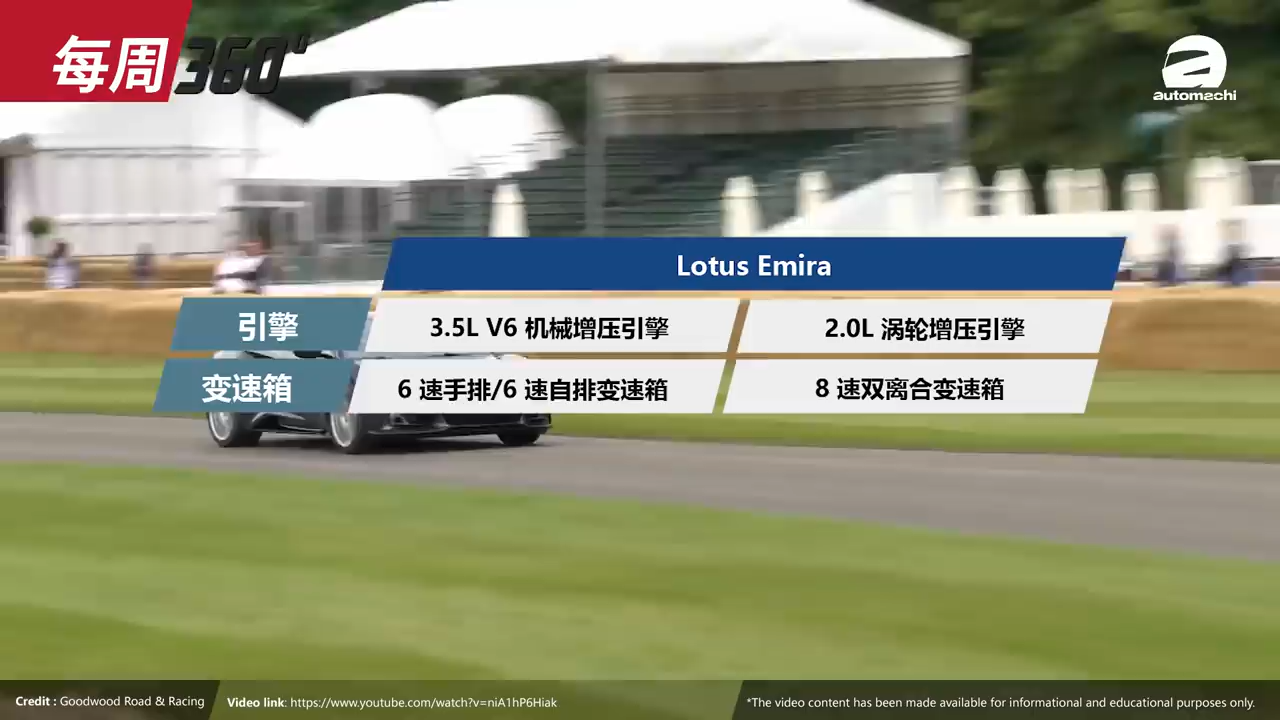 每周360°
automachi
Lotus Emira
引擎
3.5L V6 机械增压引擎
2.0L 涡轮增压引擎
变速箱
6 速手排/6 速自排变速箱
8 速双离合变速箱
Credit : Goodwood Road & Racing
Video link: https://www.youtube.com/watch?v=niA1hP6Hiak
*The video content has been made available for informational and educational purposes only.